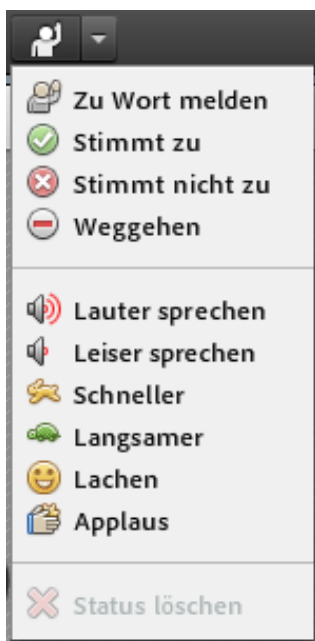 Zu Wort melden
Stimmt zu
Stimmt nicht zu
Weggehen
Lauter sprechen
Leiser sprechen
Schneller
Langsamer
Lachen
Applaus
Status löschen